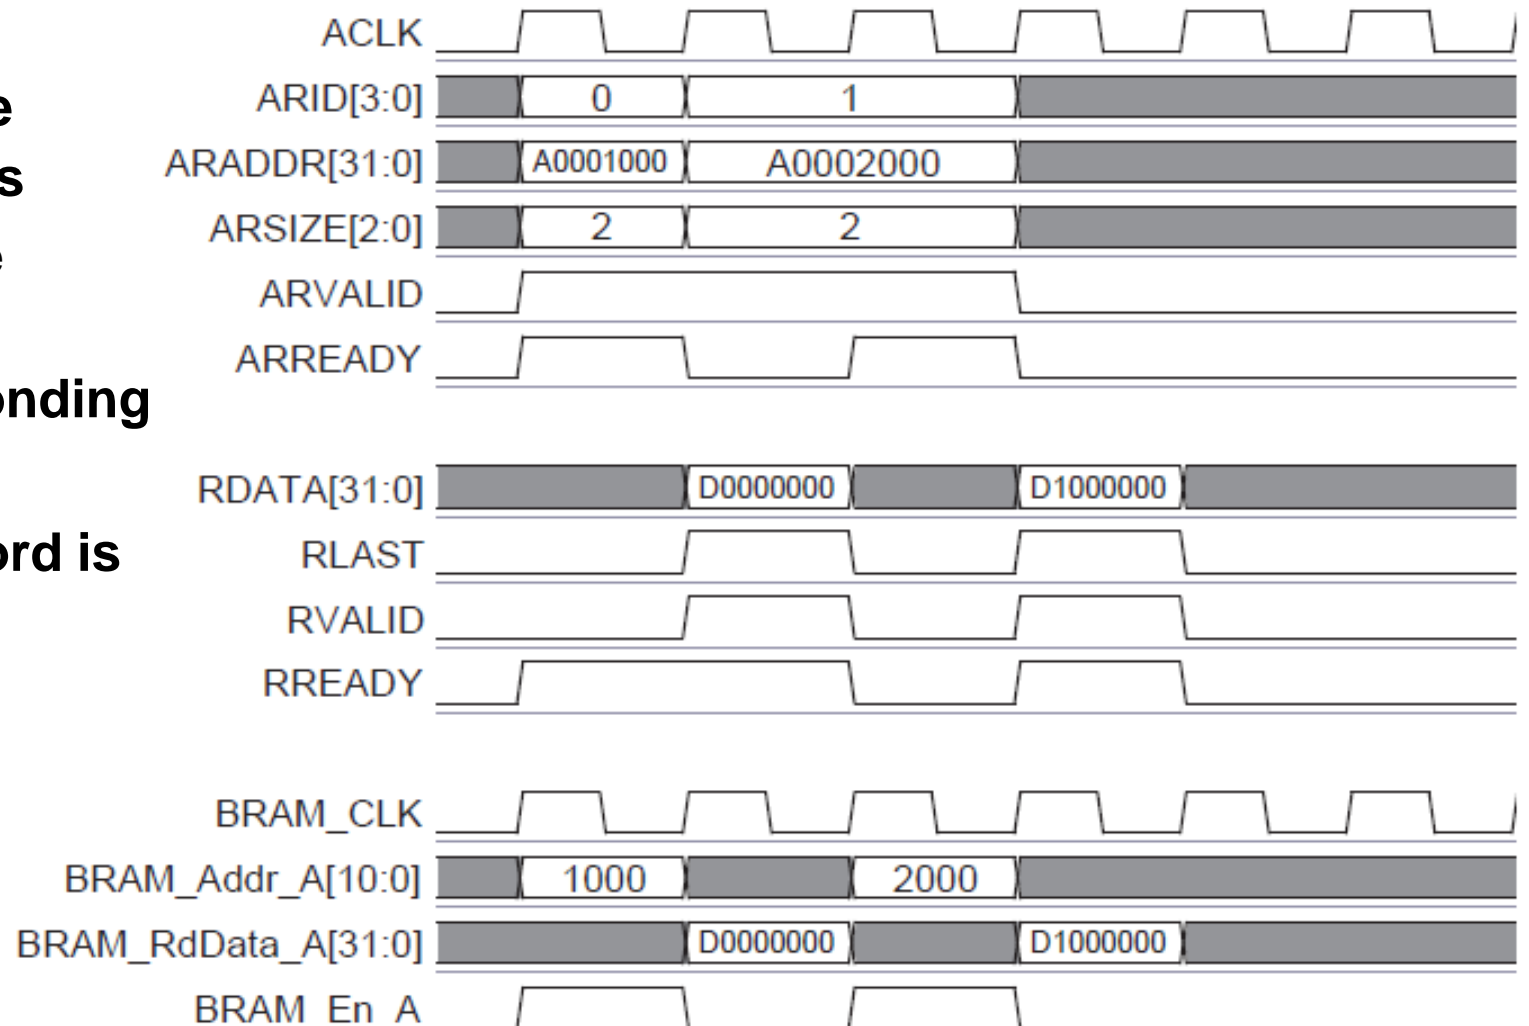 ACLK
e
ARID[3:0] 0 1
ARADDR[31:0] A0001000 A0002000
s
ARSIZE[2:0] 2 2
e
ARVALID
ARREADY
onding
RDATA[31:0] D0000000 D1000000
ord is
RLAST
RVALID
RREADY
BRAM_CLK
BRAM_Addr_A[10:0] 1000 2000
BRAM_RdData_A[31:0] D0000000 D1000000
BRAM_En_A